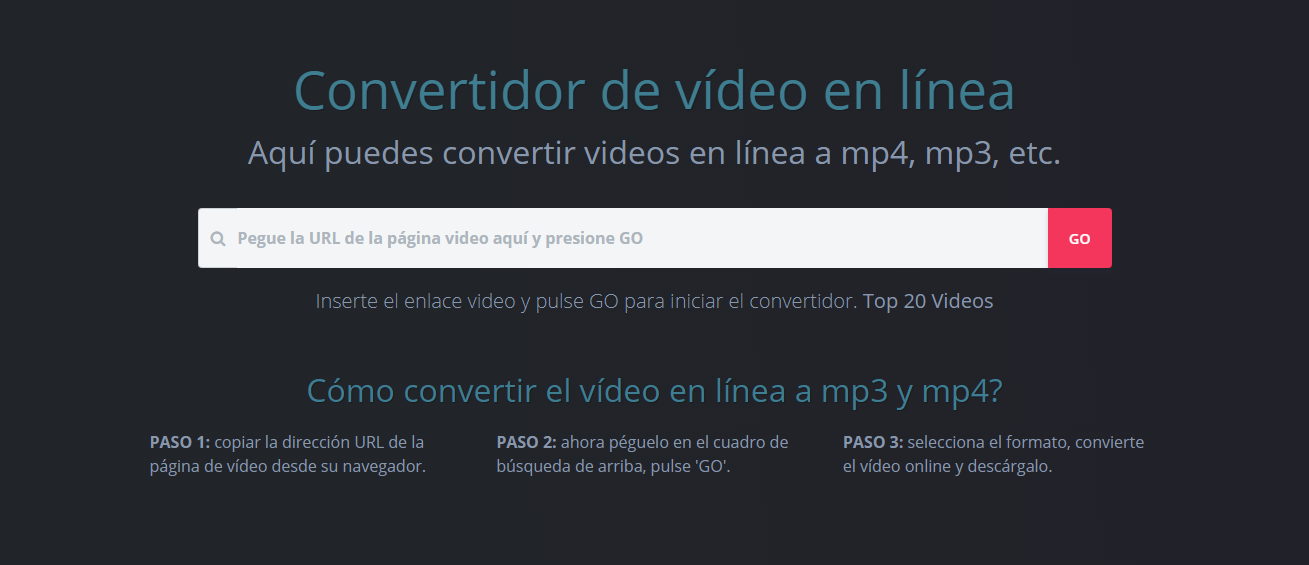 Convertidor de vídeo en línea
Aquí puedes convertir videos en línea a mp4, mp3, etc.
Pegue la URL de la página video aquí y presione GO
GO
Inserte el enlace video y pulse GO para iniciar el convertidor. Top 20 Videos
Cómo convertir el vídeo en línea a mp3 y mp4?
PASO 1: copiar la dirección URL de la
página de vídeo desde su navegador.
PASO 2: ahora péguelo en el cuadro de
búsqueda de arriba, pulse 'GO'.
PASO 3: selecciona el formato, convierte
el vídeo online y descárgalo.